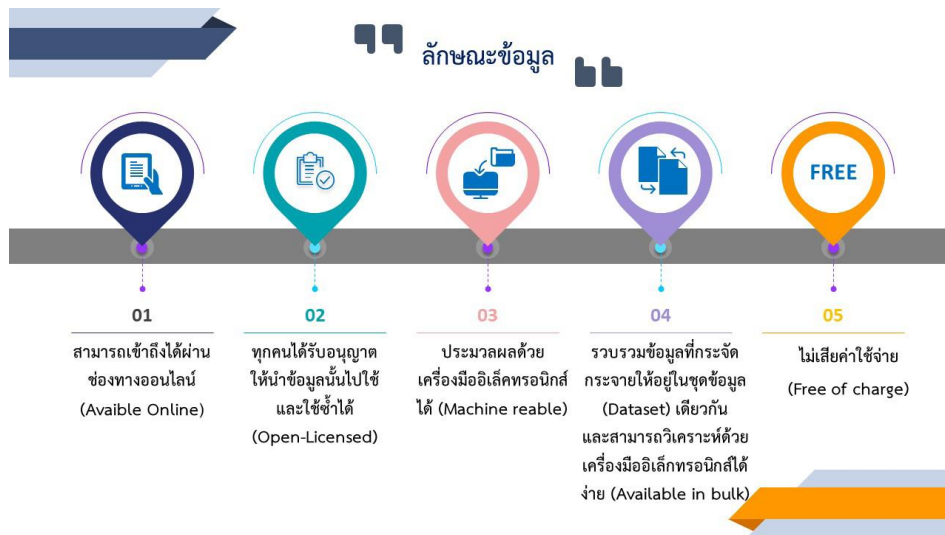 ลักษณะข้อมูล
FREE
01
สามารถเข้าถึงได้ผ่าน
ช่องทางออนไลน์
(Avaible Online)
02
ทุกคนได้รับอนุญาต
ให้นำข้อมูลนั้นไปใช้
และใช้ซ้ำได้
(Open-Licensed)
03
ประมวลผลด้วย
เครื่องมืออิเล็คทรอนิกส์
ได้ (Machine reable)
04
รวบรวมข้อมูลที่กระจัด
กระจายให้อยู่ในชุดข้อมูล
(Dataset) เดียวกัน
และสามารถวิเคราะห์ด้วย
เครื่องมืออิเล็กทรอนิกส์ได้
ง่าย (Available in bulk)
05
ไม่เสียค่าใช้จ่าย
(Free of charge)